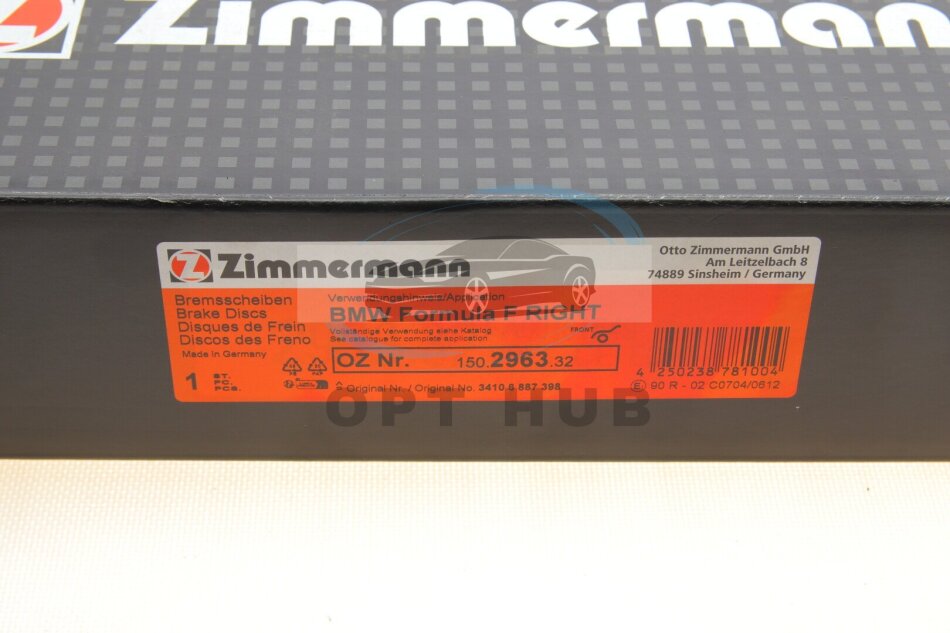 Zimmermann
Z Zimmermann
Otto Zimmermann GmbH
Am Leitzelbach 8
74889 Sinsheim / Germany
Bremsscheiben
Brake Discs
Disques de Frein
Discos des Freno
Made in Germany
1 ST.
PC.
PCS.
Verwendungshinweis/Application
BMW Formula F RIGHT
Vollständige Verwendung siehe Katalog
See catalogue for complete application
FRONT
OZ Nr. 150.2963.32
Original Nr. / Original No. 3410 6 887 398
4 250238 781004
E1 90 R - 02 C0704/0612
OPT HUB